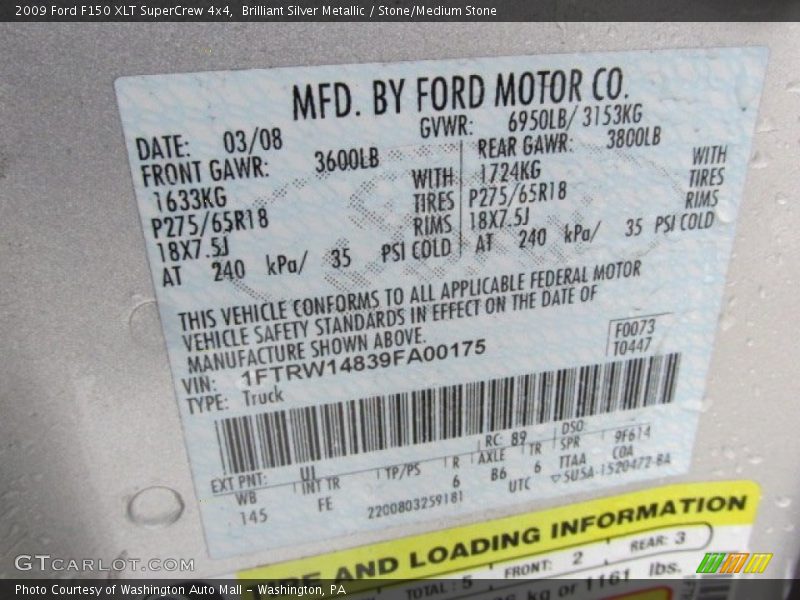 2009 Ford F150 XLT SuperCrew 4x4, Brilliant Silver Metallic / Stone/Medium Stone
MFD. BY FORD MOTOR CO.
DATE: 03/08 GVWR: 6950LB/ 3153KG
FRONT GAWR: 3600LB REAR GAWR: 3800LB
1633KG WITH 1724KG WITH
P275/65R18 TIRES P275/65R18 TIRES
18X7.5J RIMS 18X7.5J RIMS
AT 240 kPa/ 35 PSI COLD AT 240 kPa/ 35 PSI COLD
THIS VEHICLE CONFORMS TO ALL APPLICABLE FEDERAL MOTOR
VEHICLE SAFETY STANDARDS IN EFFECT ON THE DATE OF
MANUFACTURE SHOWN ABOVE.
F0073
T0447
VIN: 1FTRW14839FA00175
TYPE: Truck
EXT PNT: UI RC: 89 DSO:
WB INT TR TP/PS R AXLE TR SPR 9F614
145 FE 6 B6 6 TTAA COA
2200803259181 UTC 5U5A-1520472-BA
AND LOADING INFORMATION
TOTAL: 5 FRONT: 2 REAR: 3
kg or 1161 lbs.
GTCARFOT.COM
Photo Courtesy of Washington Auto Mall - Washington, PA